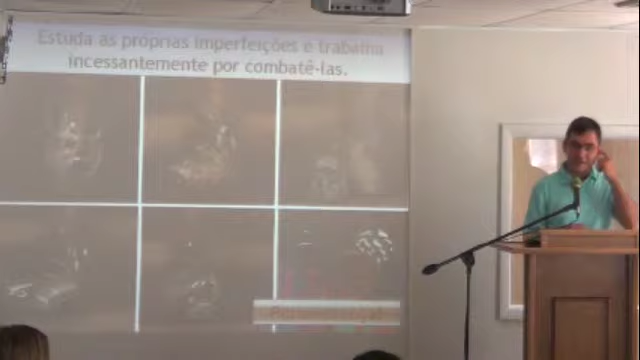 Estuda as próprias imperfeições e trabalha
incessantemente por combatê-las.